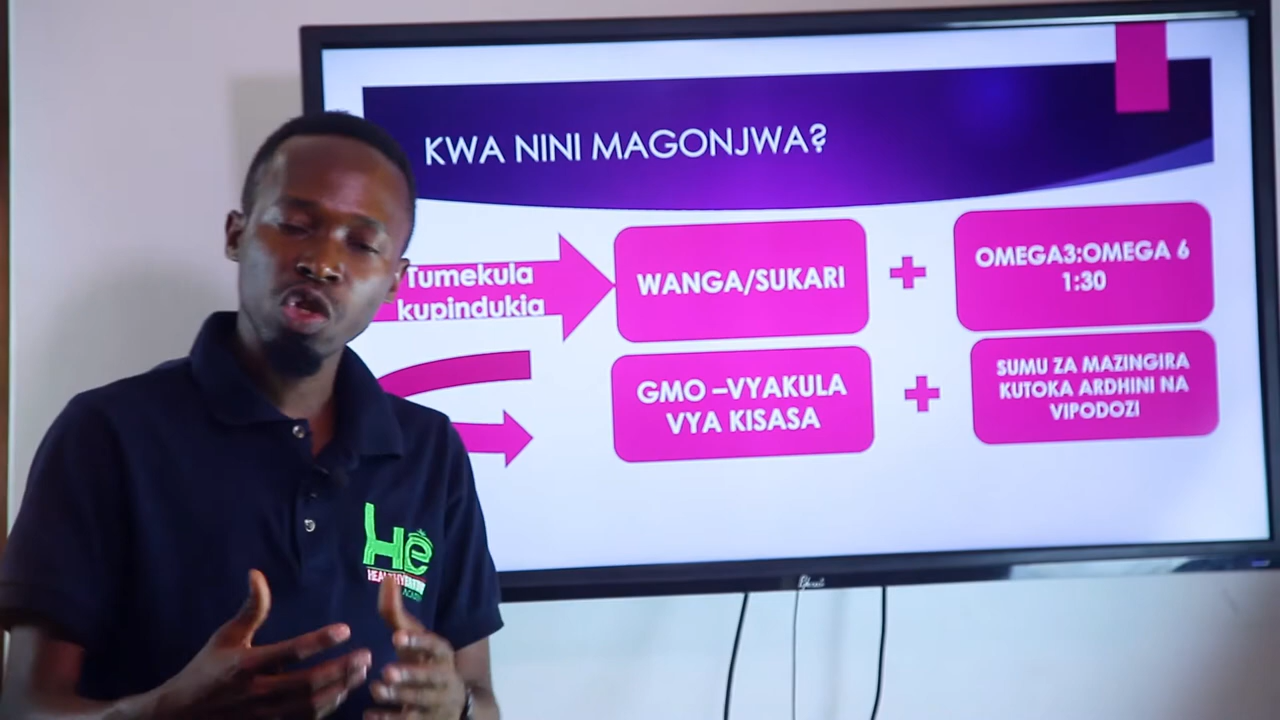 KWA NINI MAGONJWA?
Tumekula
kupindukia
WANGA/SUKARI
+
OMEGA3:OMEGA 6
1:30
GMO –VYAKULA
VYA KISASA
+
SUMU ZA MAZINGIRA
KUTOKA ARDHINI NA
VIPODOZI
He